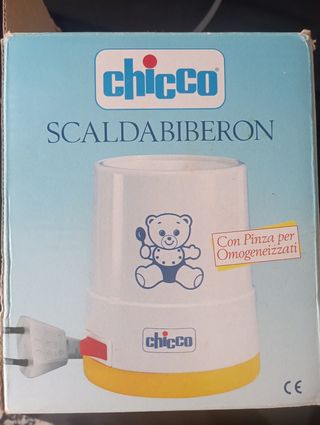 chicco
SCALDABIBERON
Con Pinza per
Omogeneizzati
chicco
CE